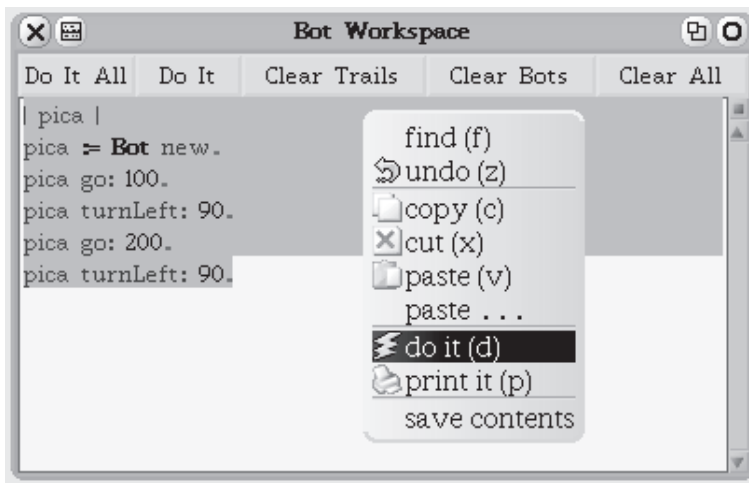 Bot Workspace
Do It All Do It Clear Trails Clear Bots Clear All
| pica |
pica := Bot new.
pica go: 100.
pica turnLeft: 90.
pica go: 200.
pica turnLeft: 90.
find (f)
undo (z)
copy (c)
cut (x)
paste (v)
paste . . .
do it (d)
print it (p)
save contents